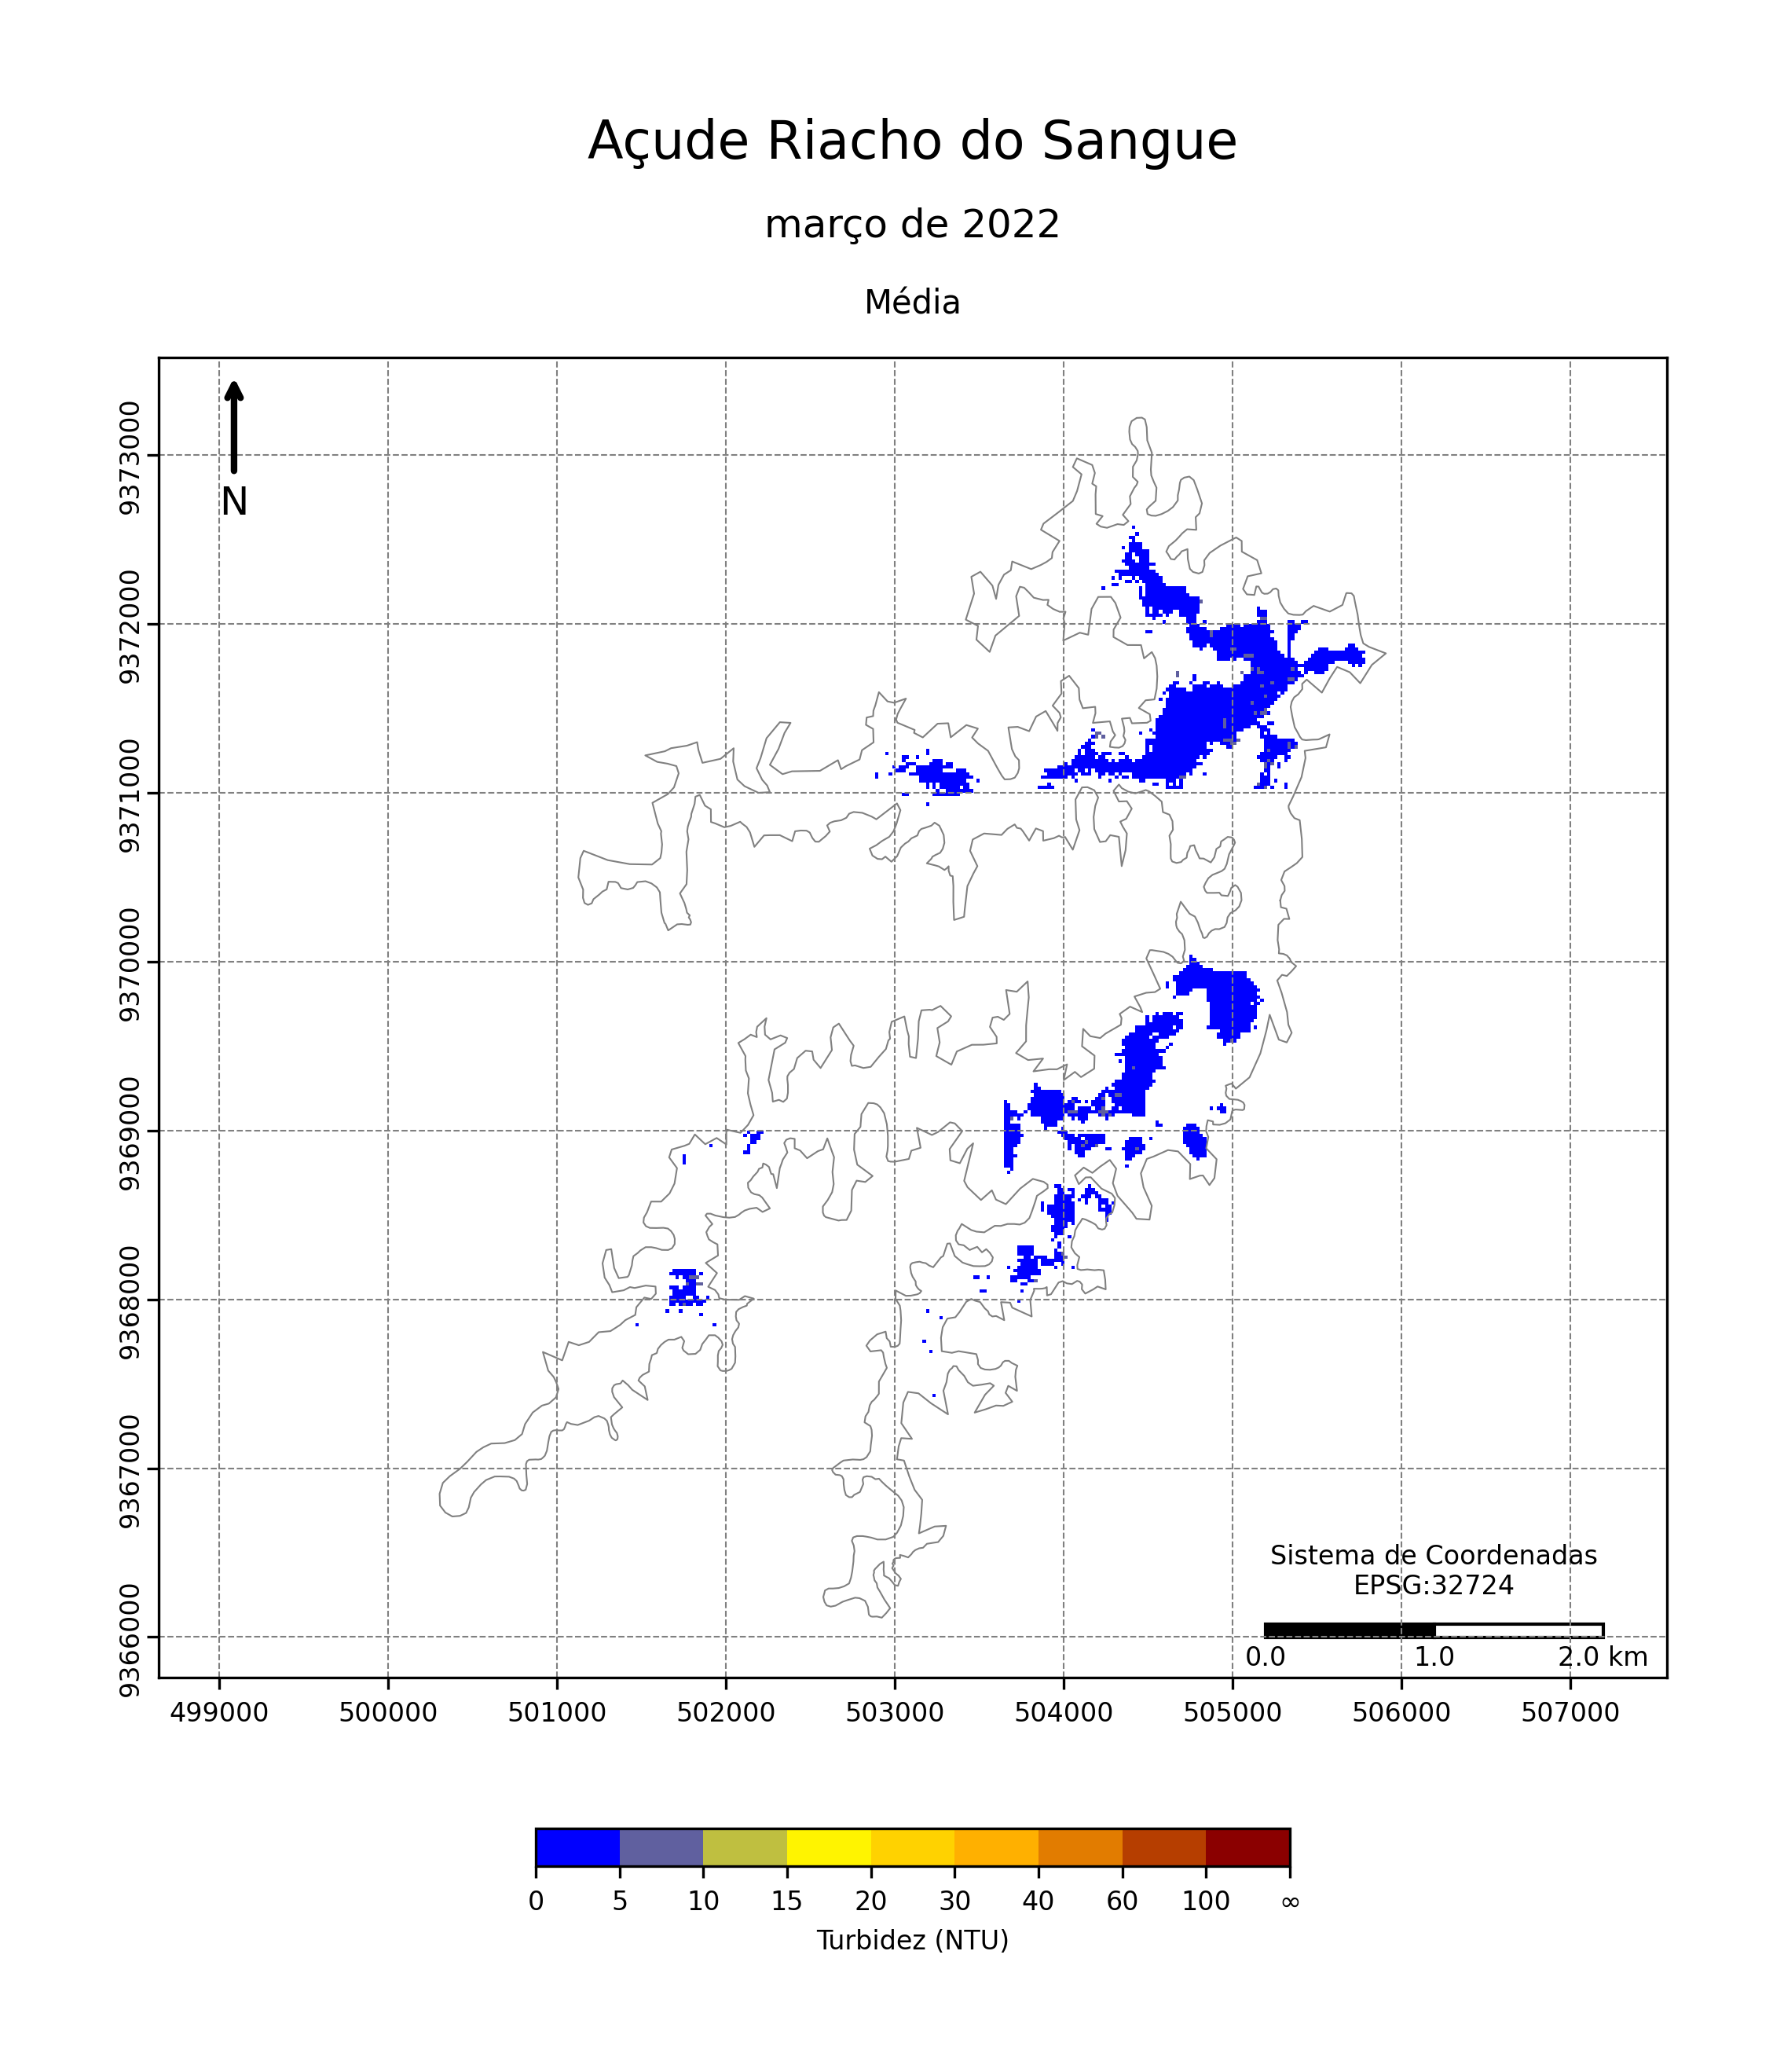 Açude Riacho do Sangue
março de 2022
Média
N
9373000
9372000
9371000
9370000
9369000
9368000
9367000
9366000
Sistema de Coordenadas
EPSG:32724
0.0 1.0 2.0 km
499000 500000 501000 502000 503000 504000 505000 506000 507000
0 5 10 15 20 30 40 60 100 ∞
Turbidez (NTU)